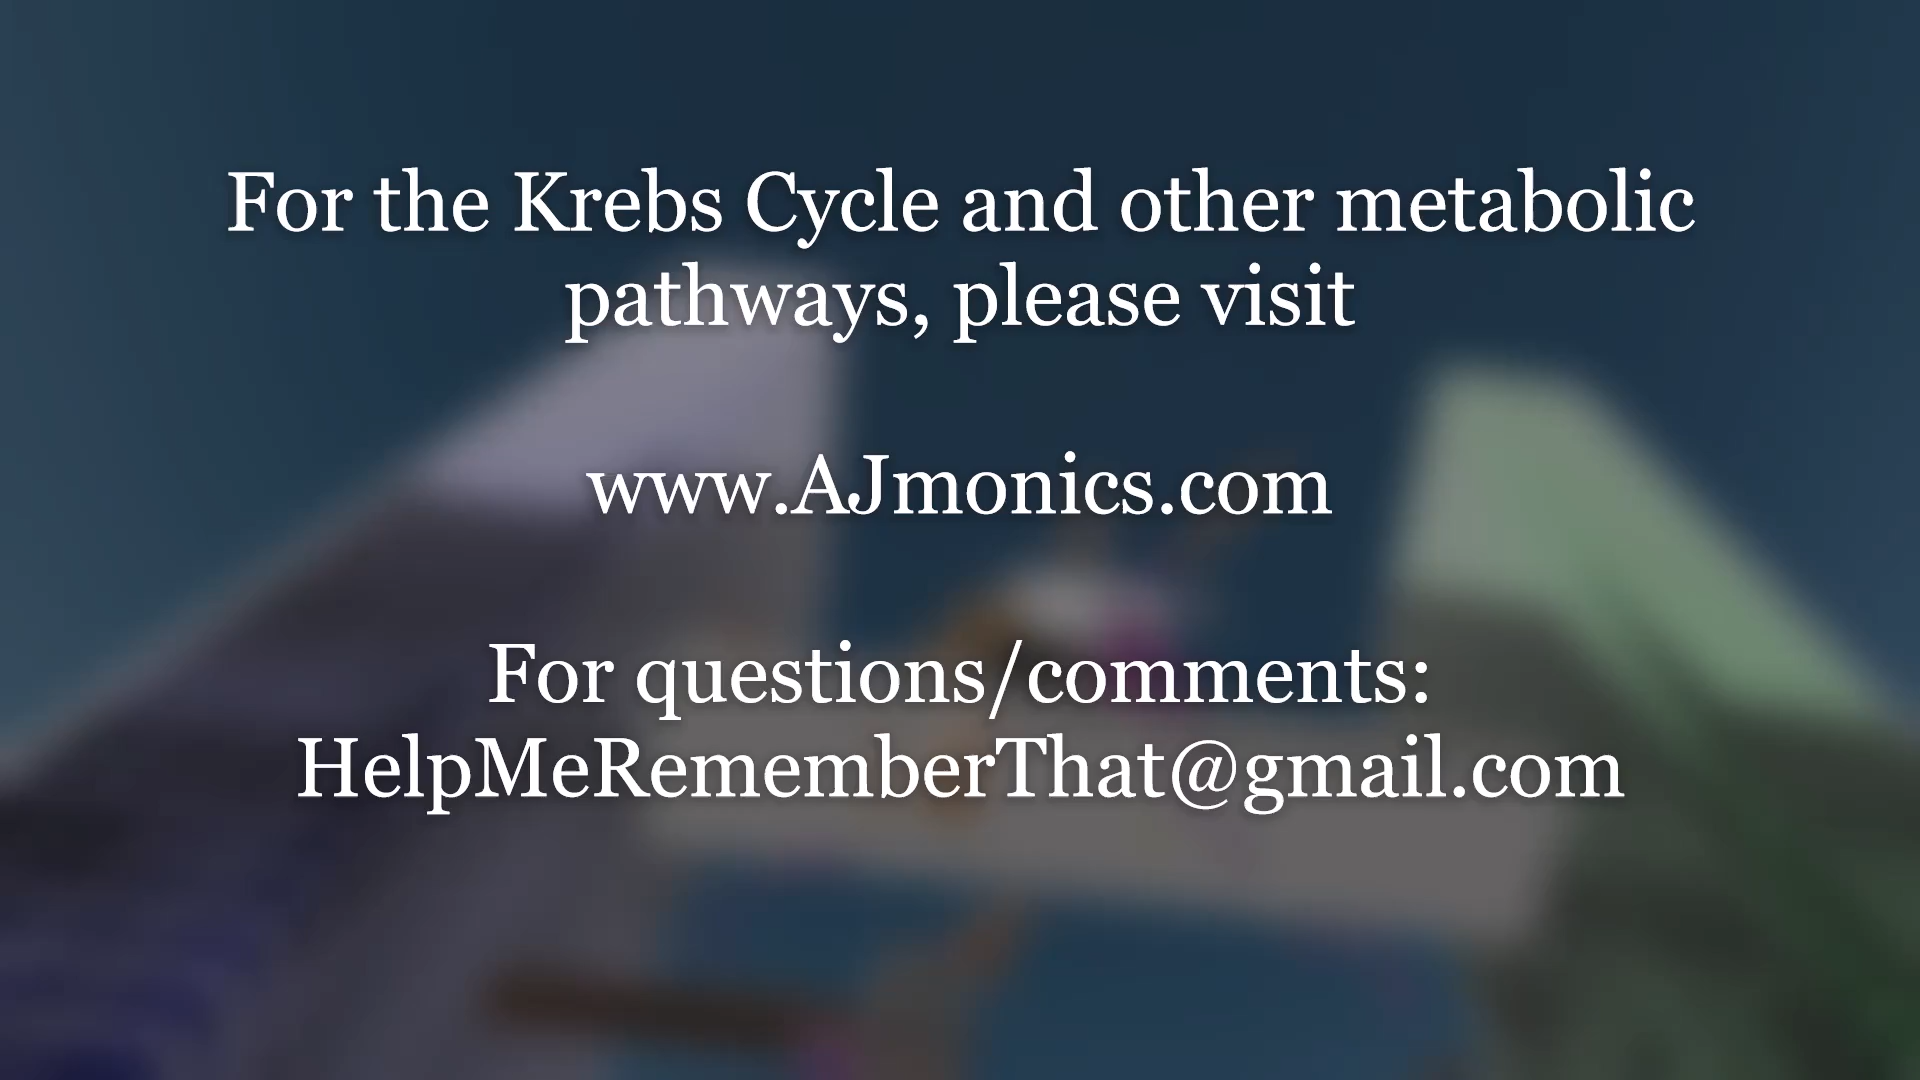 For the Krebs Cycle and other metabolic
pathways, please visit
www.AJmonics.com
For questions/comments:
HelpMeRememberThat@gmail.com